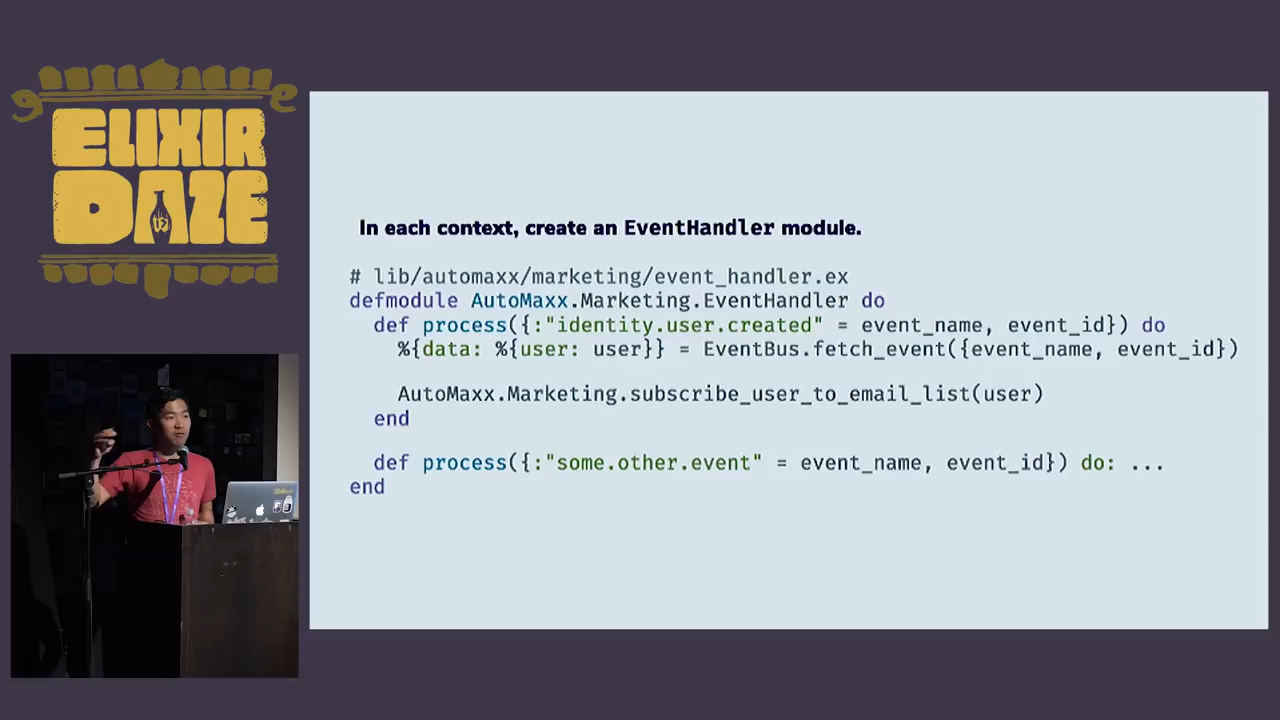 ELIXIR
DAZE
In each context, create an EventHandler module.
# lib/automaxx/marketing/event_handler.ex
defmodule AutoMaxx.Marketing.EventHandler do
  def process({:"identity.user.created" = event_name, event_id}) do
    %{data: %{user: user}} = EventBus.fetch_event({event_name, event_id})
    AutoMaxx.Marketing.subscribe_user_to_email_list(user)
  end
  def process({:"some.other.event" = event_name, event_id}) do: ...
end